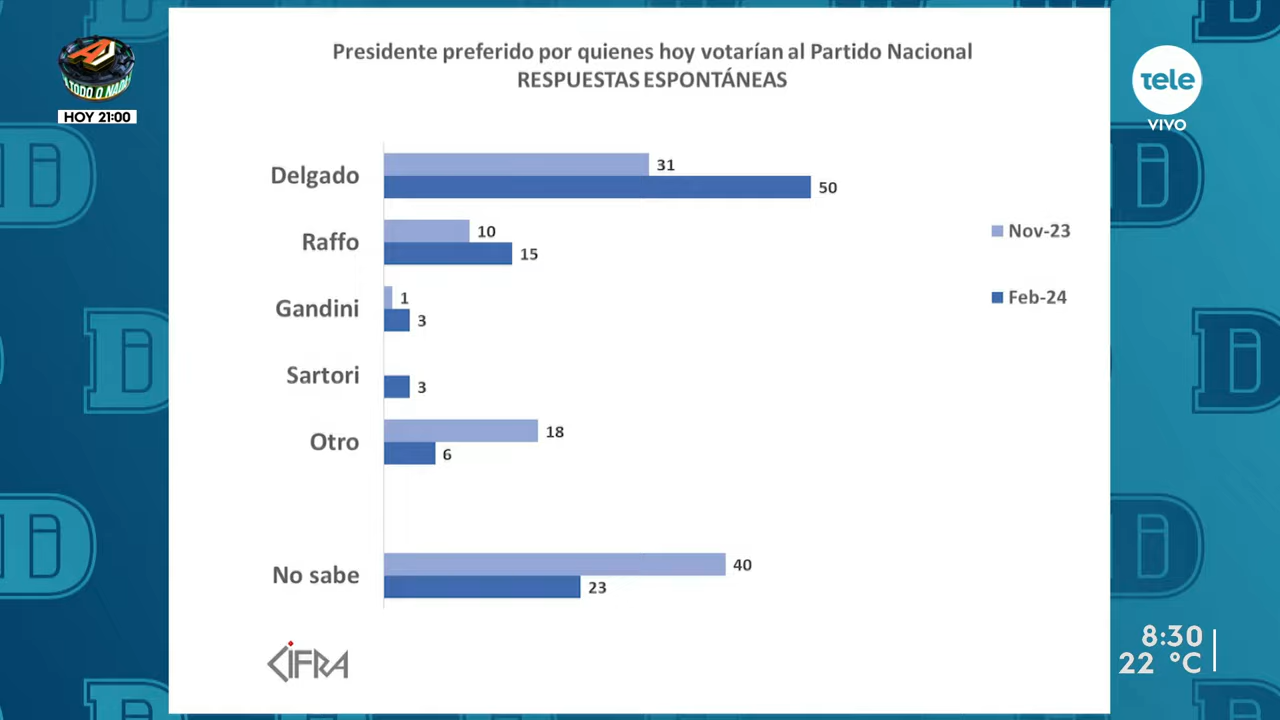 Presidente preferido por quienes hoy votarían al Partido Nacional
RESPUESTAS ESPONTÁNEAS
A TODO O NADA
HOY 21:00
tele
VIVO
Delgado
31
50
Raffo
10
15
Gandini
1
3
Sartori
3
Otro
18
6
No sabe
40
23
Nov-23
Feb-24
CIFRA
8:30
22 °C